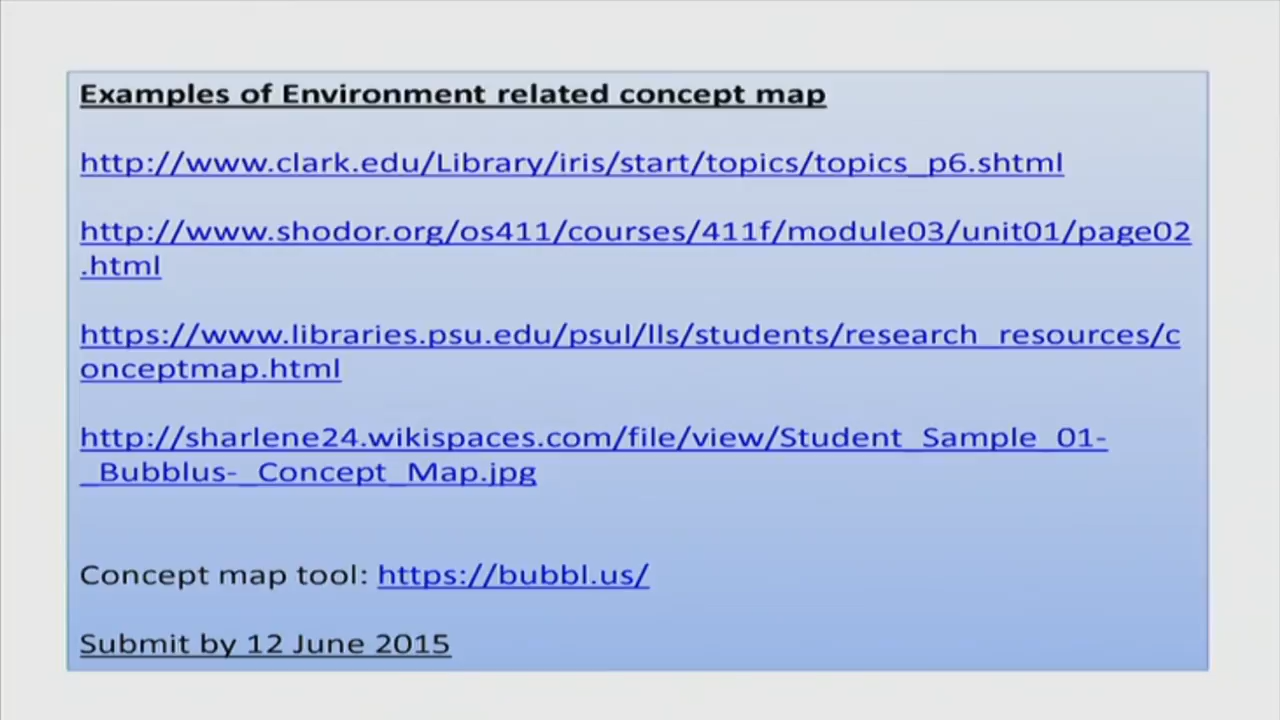 Examples of Environment related concept map
http://www.clark.edu/Library/iris/start/topics/topics_p6.shtml
http://www.shodor.org/os411/courses/411f/module03/unit01/page02
.html
https://www.libraries.psu.edu/psul/lls/students/research_resources/c
onceptmap.html
http://sharlene24.wikispaces.com/file/view/Student_Sample_01-
_Bubblus-_Concept_Map.jpg
Concept map tool: https://bubbl.us/
Submit by 12 June 2015